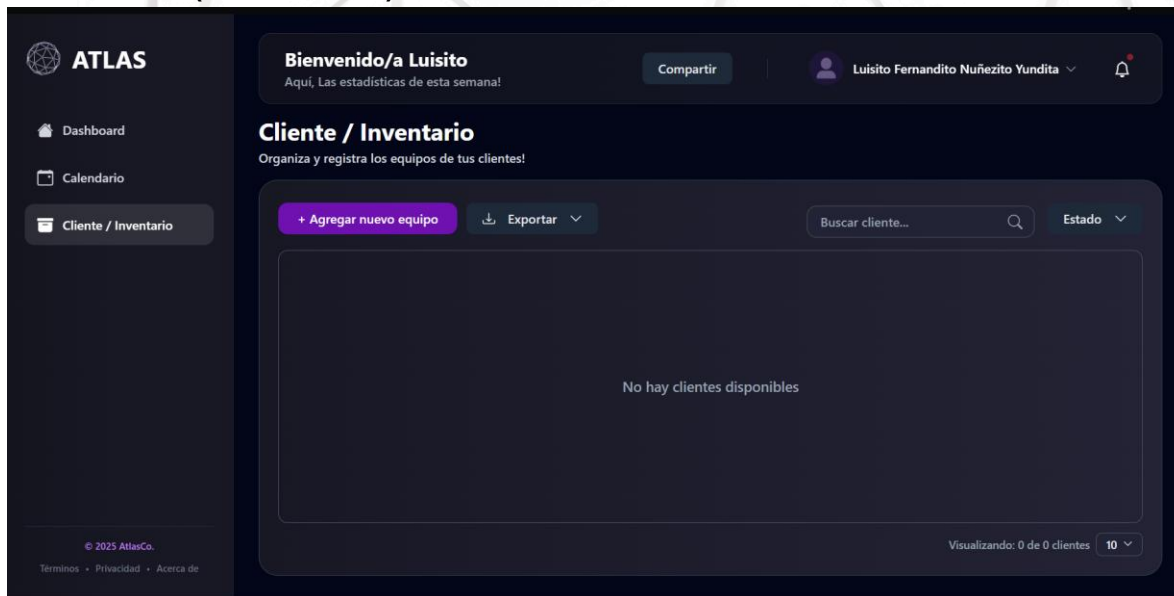 ATLAS
Dashboard
Calendario
Cliente / Inventario
© 2025 AtlasCo.
Términos • Privacidad • Acerca de
Bienvenido/a Luisito
Aquí, Las estadísticas de esta semana!
Compartir
Luisito Fernandito Nuñezito Yundita
Cliente / Inventario
Organiza y registra los equipos de tus clientes!
+ Agregar nuevo equipo
Exportar
Buscar cliente...
Estado
No hay clientes disponibles
Visualizando: 0 de 0 clientes
10